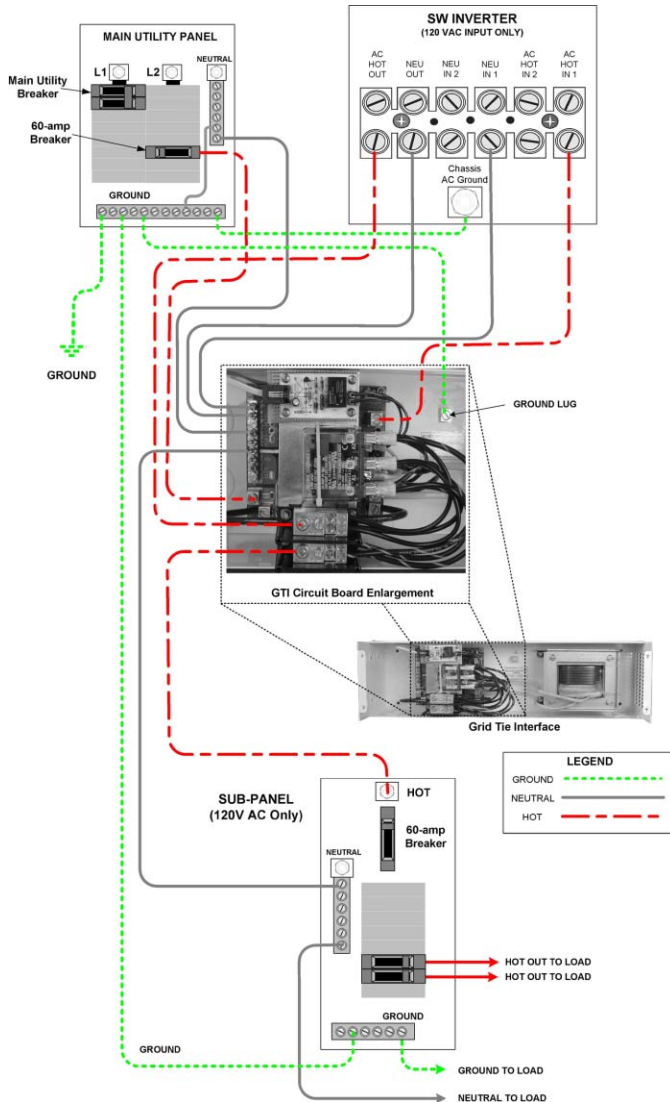 MAIN UTILITY PANEL
L1
L2
NEUTRAL
Main Utility
Breaker
60-amp
Breaker
GROUND
SW INVERTER
(120 VAC INPUT ONLY)
AC
HOT
OUT
NEU
OUT
NEU
IN 2
NEU
IN 1
AC
HOT
IN 2
AC
HOT
IN 1
Chassis
AC Ground
GROUND
GROUND LUG
GTI Circuit Board Enlargement
Grid Tie Interface
LEGEND
GROUND
NEUTRAL
HOT
SUB-PANEL
(120V AC Only)
HOT
60-amp
Breaker
NEUTRAL
HOT OUT TO LOAD
HOT OUT TO LOAD
GROUND
GROUND
GROUND TO LOAD
NEUTRAL TO LOAD